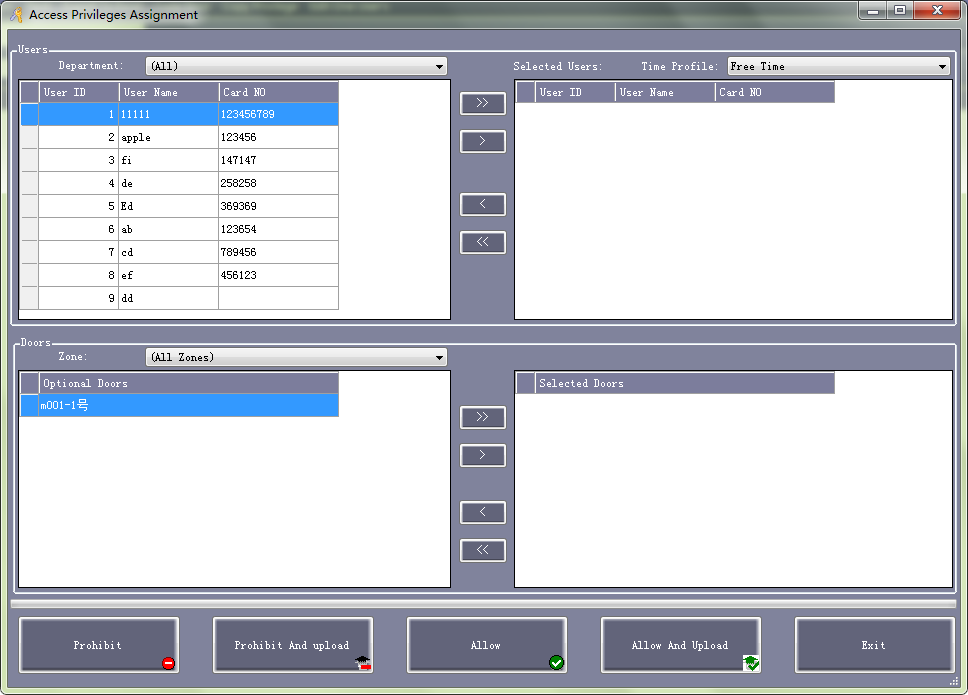 Access Privileges Assignment
Users
Department: (All)
Selected Users: Time Profile: Free Time
User ID User Name Card NO
1 11111 123456789
2 apple 123456
3 fi 147147
4 de 258258
5 Ed 369369
6 ab 123654
7 cd 789456
8 ef 456123
9 dd
>>
>
<
<<
User ID User Name Card NO
Doors
Zone: (All Zones)
Optional Doors
m001-1号
>>
>
<
<<
Selected Doors
Prohibit
Prohibit And upload
Allow
Allow And Upload
Exit